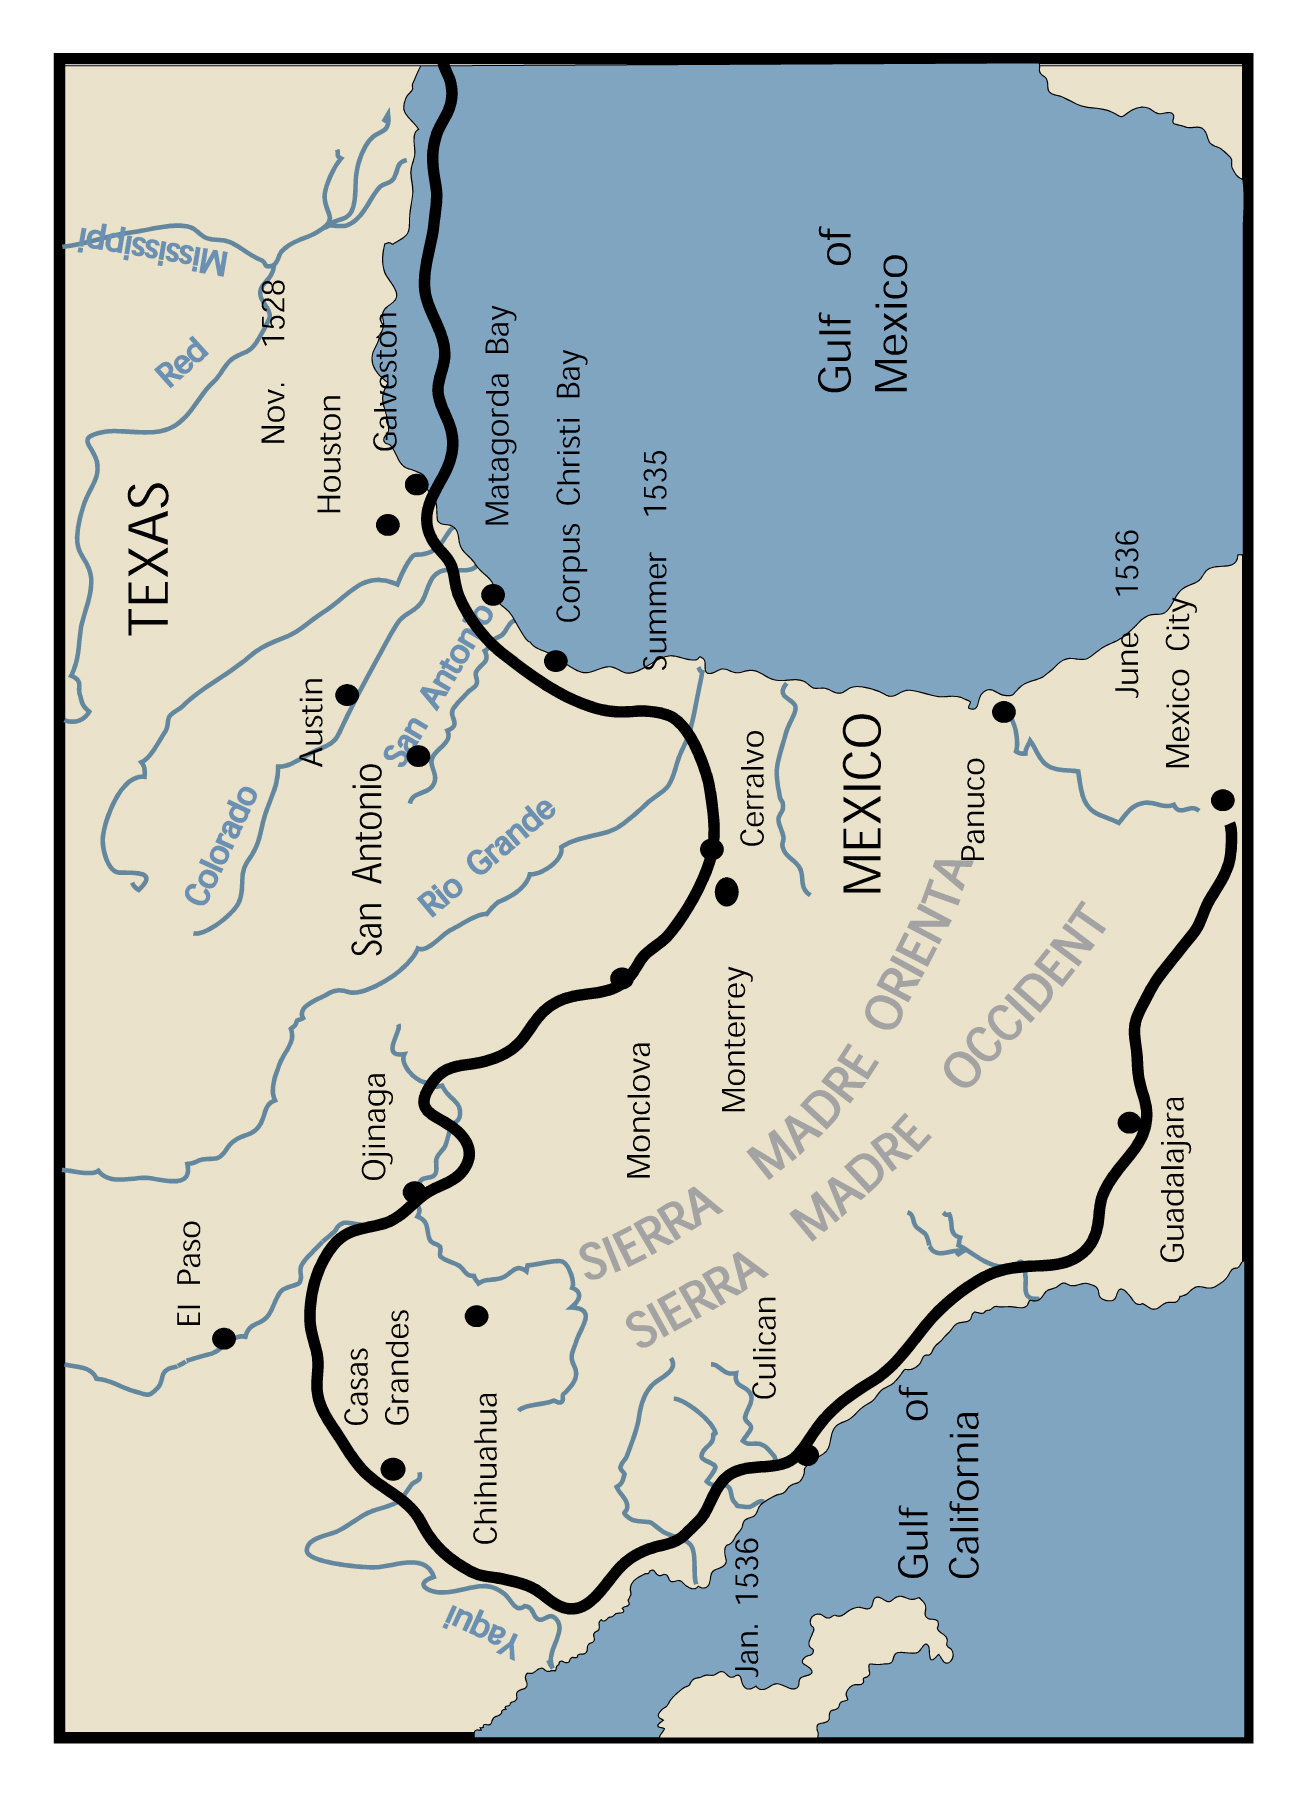 Mississippi
Red
TEXAS
Nov. 1528
Houston
Galveston
Matagorda Bay
Corpus Christi Bay
Summer 1535
Gulf of
Mexico
Austin
San Antonio
San Antonio
Colorado
Rio Grande
El Paso
Ojinaga
Casas
Grandes
Chihuahua
Yaqui
Monclova
Monterrey
Cerralvo
MEXICO
Panuco
June 1536
Mexico City
SIERRA MADRE ORIENTA
SIERRA MADRE OCCIDENT
Culican
Jan. 1536
Gulf of
California
Guadalajara